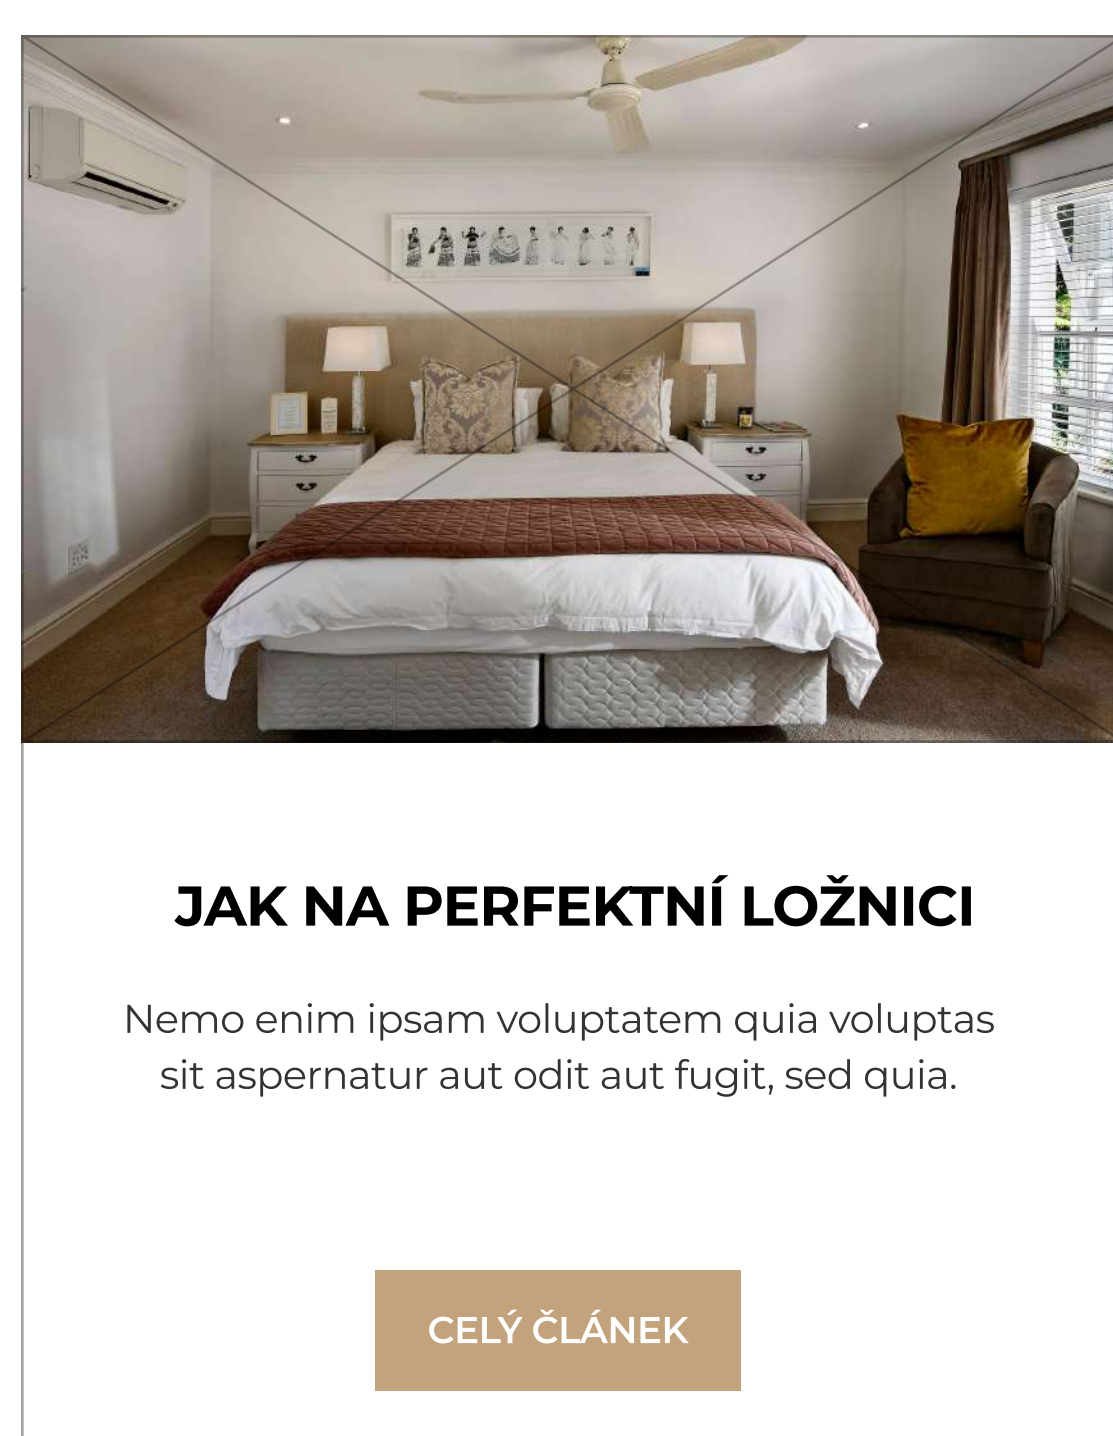 JAK NA PERFEKTNÍ LOŽNICI
Nemo enim ipsam voluptatem quia voluptas
sit aspernatur aut odit aut fugit, sed quia.
CELÝ ČLÁNEK